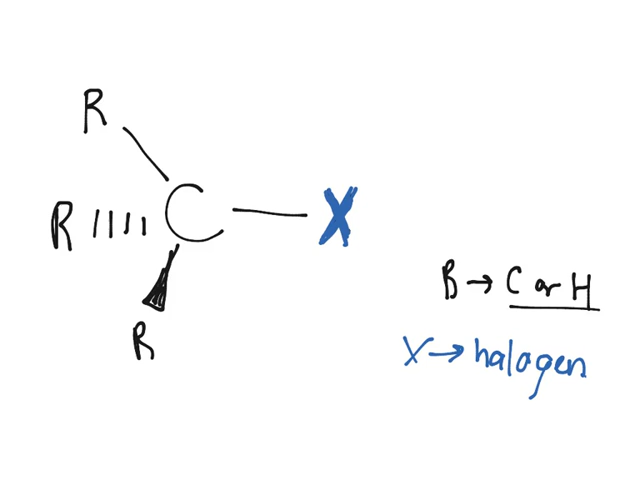 R
R C X
R
R → C or H
X → halogen